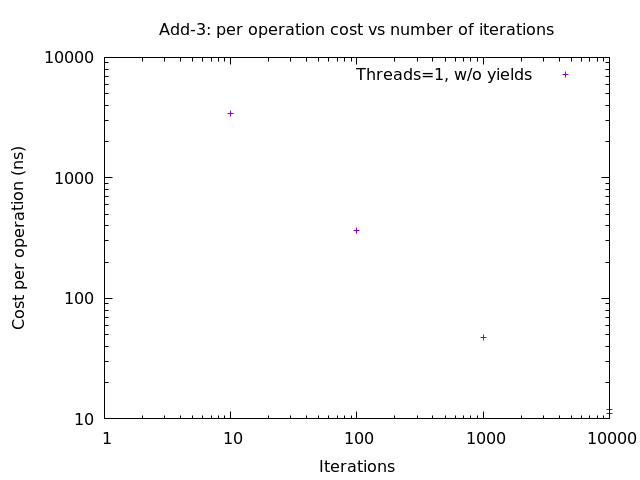 Add-3: per operation cost vs number of iterations
10000
Threads=1, w/o yields
1000
Cost per operation (ns)
100
10
1 10 100 1000 10000
Iterations